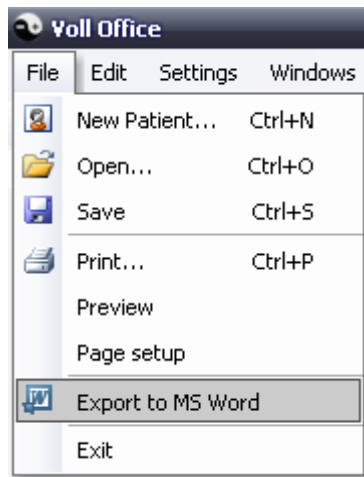 Voll Office
File Edit Settings Windows
New Patient... Ctrl+N
Open... Ctrl+O
Save Ctrl+S
Print... Ctrl+P
Preview
Page setup
Export to MS Word
Exit